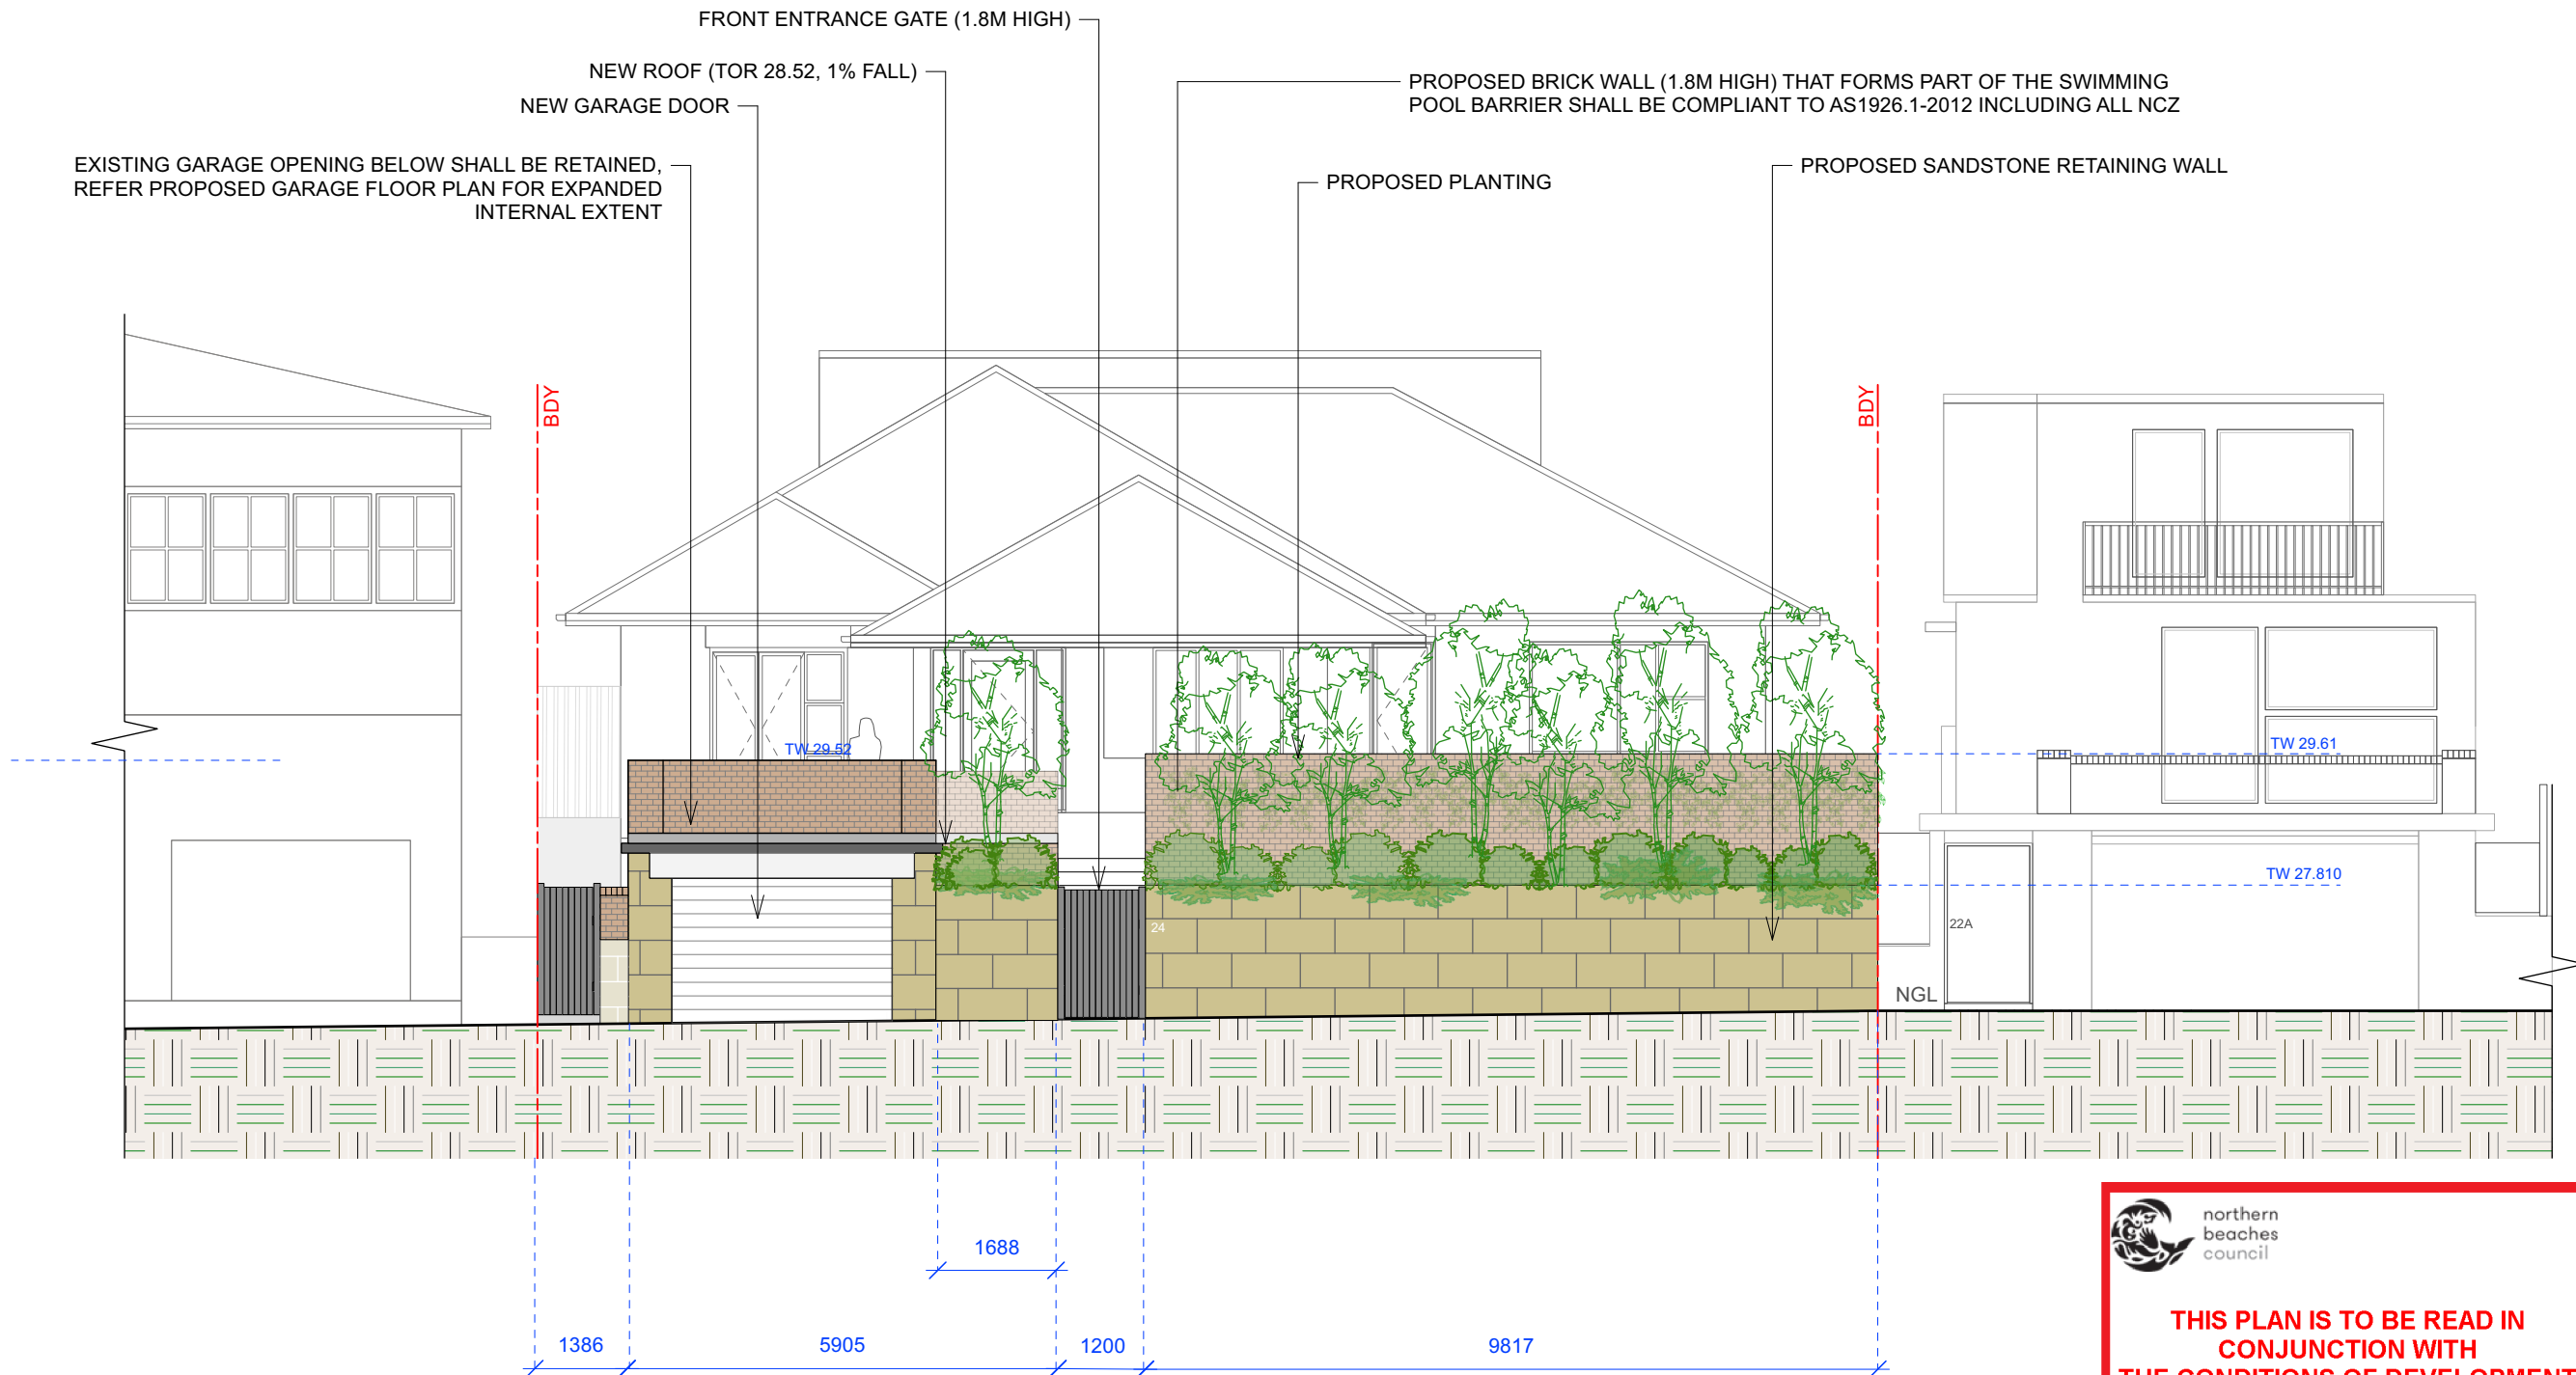 FRONT ENTRANCE GATE (1.8M HIGH)
NEW ROOF (TOR 28.52, 1% FALL)
NEW GARAGE DOOR
EXISTING GARAGE OPENING BELOW SHALL BE RETAINED,
REFER PROPOSED GARAGE FLOOR PLAN FOR EXPANDED
INTERNAL EXTENT
PROPOSED BRICK WALL (1.8M HIGH) THAT FORMS PART OF THE SWIMMING
POOL BARRIER SHALL BE COMPLIANT TO AS1926.1-2012 INCLUDING ALL NCZ
PROPOSED PLANTING
PROPOSED SANDSTONE RETAINING WALL
BDY
BDY
TW 29.52
TW 29.61
TW 27.810
24
22A
NGL
1688
1386
5905
1200
9817
northern
beaches
council
THIS PLAN IS TO BE READ IN
CONJUNCTION WITH
THE CONDITIONS OF DEVELOPMENT